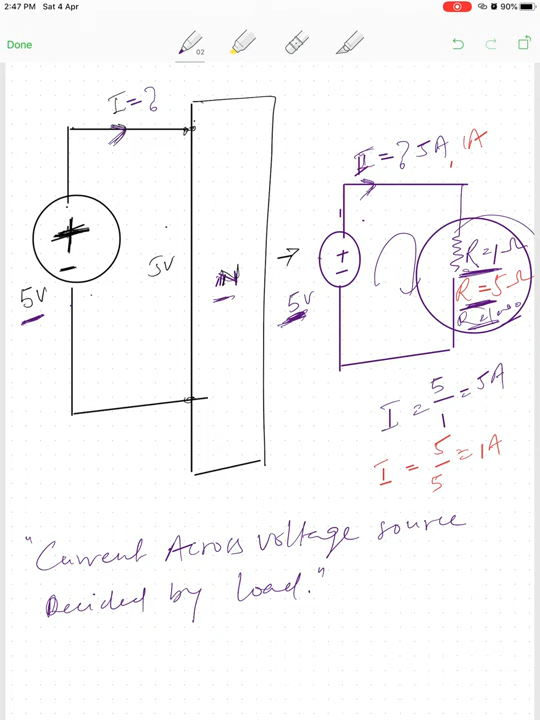 2:47 PM Sat 4 Apr
90%
Done
02
I = ?
5V
5V
N
I = ? 5A, 1A
5V
R=1Ω
R = 5Ω
I = 5/1 = 5A
I = 5/5 = 1A
"Current Across voltage source
Decided by load."